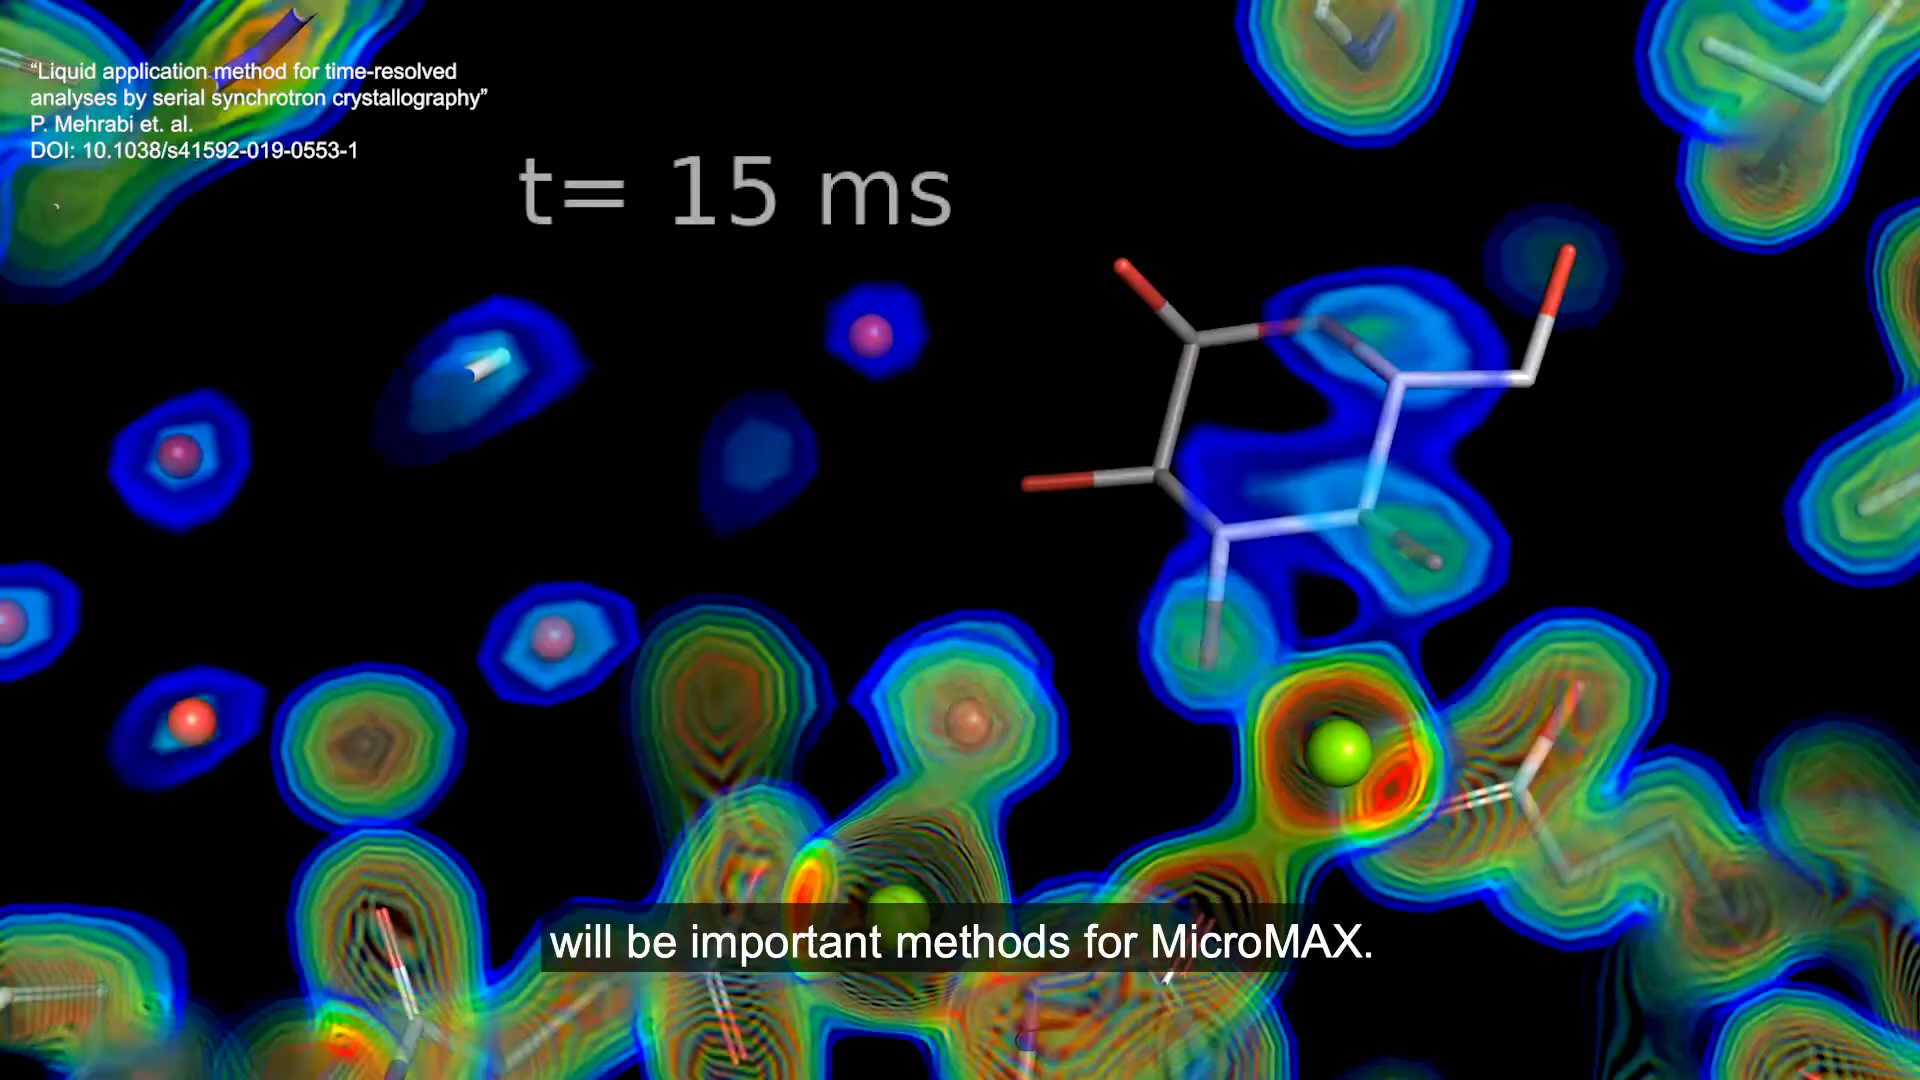 “Liquid application method for time-resolved
analyses by serial synchrotron crystallography”
P. Mehrabi et. al.
DOI: 10.1038/s41592-019-0553-1
t= 15 ms
will be important methods for MicroMAX.